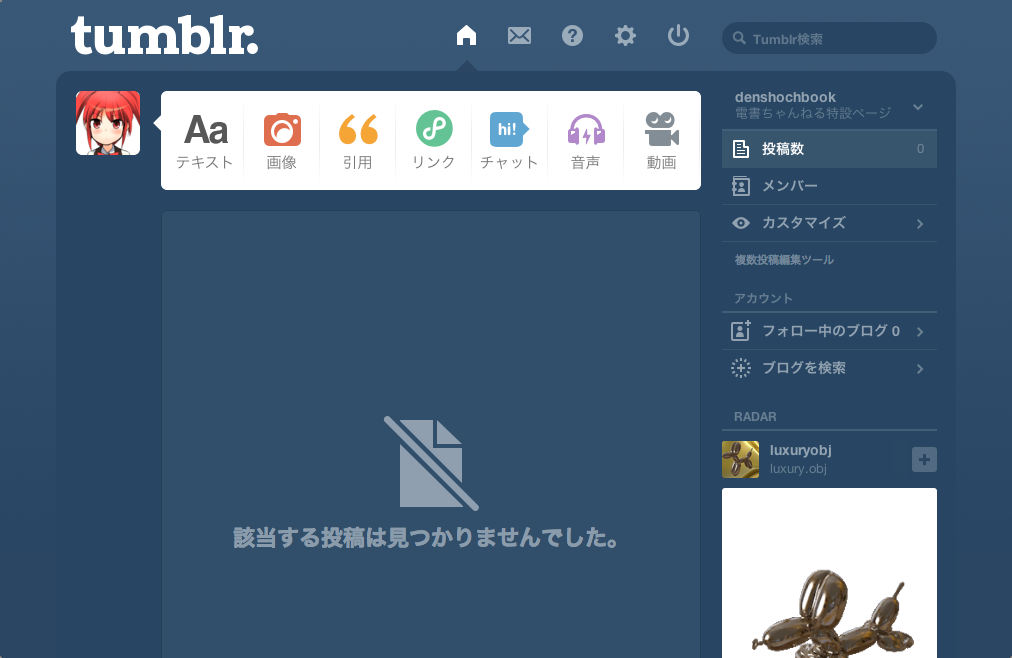 tumblr.
Tumblr検索
Aa
hi!
テキスト
画像
引用
リンク
チャット
音声
動画
denshochbook
電書ちゃんねる特設ページ
投稿数 0
メンバー
カスタマイズ
複数投稿編集ツール
アカウント
フォロー中のブログ 0
ブログを検索
RADAR
luxuryobj
luxury.obj
該当する投稿は見つかりませんでした。